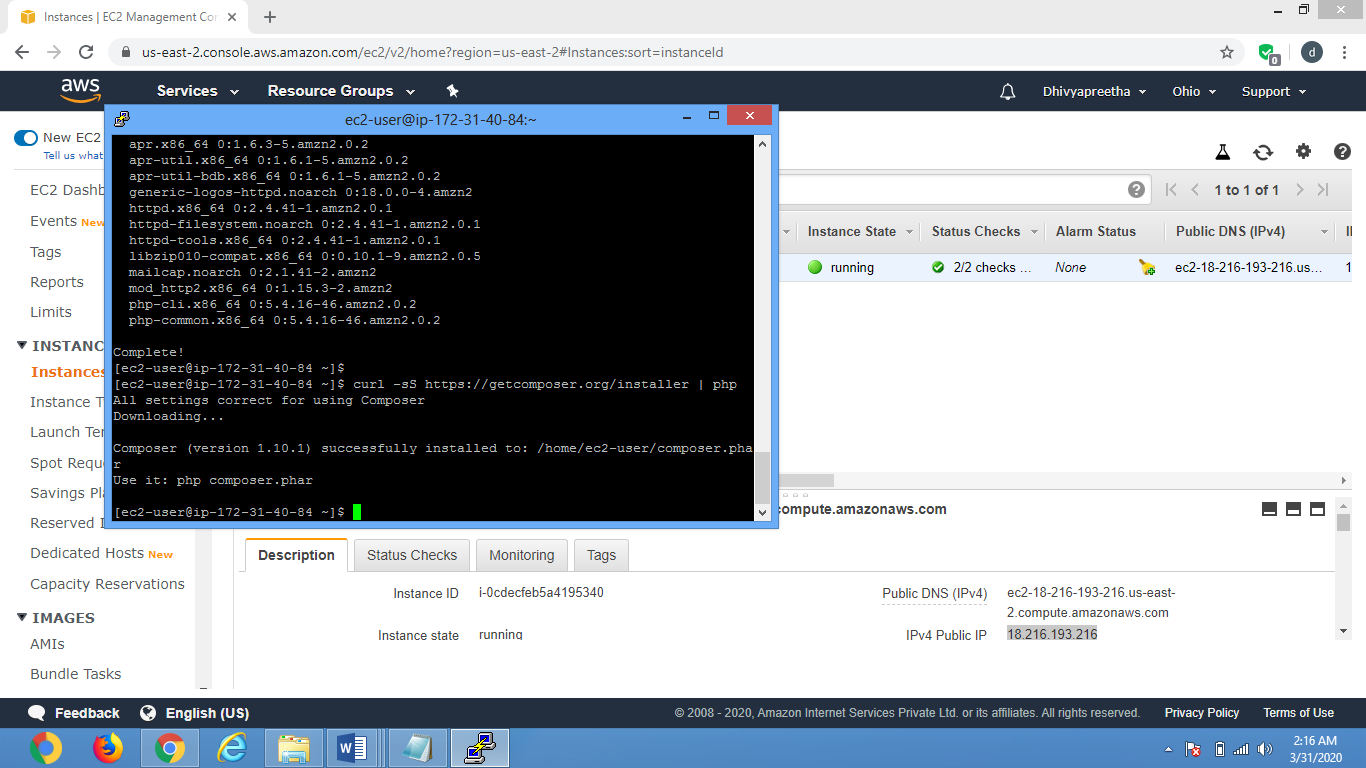 Instances | EC2 Management Con
us-east-2.console.aws.amazon.com/ec2/v2/home?region=us-east-2#Instances:sort=instanceId
0
d
aws
Services
Resource Groups
Dhivyapreetha
Ohio
Support
ec2-user@ip-172-31-40-84:~
apr.x86_64 0:1.6.3-5.amzn2.0.2
apr-util.x86_64 0:1.6.1-5.amzn2.0.2
apr-util-bdb.x86_64 0:1.6.1-5.amzn2.0.2
generic-logos-httpd.noarch 0:18.0.0-4.amzn2
httpd.x86_64 0:2.4.41-1.amzn2.0.1
httpd-filesystem.noarch 0:2.4.41-1.amzn2.0.1
httpd-tools.x86_64 0:2.4.41-1.amzn2.0.1
libzip010-compat.x86_64 0:0.10.1-9.amzn2.0.5
mailcap.noarch 0:2.1.41-2.amzn2
mod_http2.x86_64 0:1.15.3-2.amzn2
php-cli.x86_64 0:5.4.16-46.amzn2.0.2
php-common.x86_64 0:5.4.16-46.amzn2.0.2
Complete!
[ec2-user@ip-172-31-40-84 ~]$
[ec2-user@ip-172-31-40-84 ~]$ curl -sS https://getcomposer.org/installer | php
All settings correct for using Composer
Downloading...
Composer (version 1.10.1) successfully installed to: /home/ec2-user/composer.pha
r
Use it: php composer.phar
[ec2-user@ip-172-31-40-84 ~]$
New EC2
Tell us what
EC2 Dashb
Events New
Tags
Reports
Limits
INSTANC
Instances
Instance T
Launch Ter
Spot Requ
Savings Pla
Reserved I
Dedicated Hosts New
Capacity Reservations
IMAGES
AMIs
Bundle Tasks
1 to 1 of 1
Instance State
Status Checks
Alarm Status
Public DNS (IPv4)
running
2/2 checks ...
None
ec2-18-216-193-216.us...
1
compute.amazonaws.com
Description
Status Checks
Monitoring
Tags
Instance ID
i-0cdecfeb5a4195340
Public DNS (IPv4)
ec2-18-216-193-216.us-east-
2.compute.amazonaws.com
Instance state
running
IPv4 Public IP
18.216.193.216
Feedback
English (US)
© 2008 - 2020, Amazon Internet Services Private Ltd. or its affiliates. All rights reserved.
Privacy Policy
Terms of Use
2:16 AM
3/31/2020